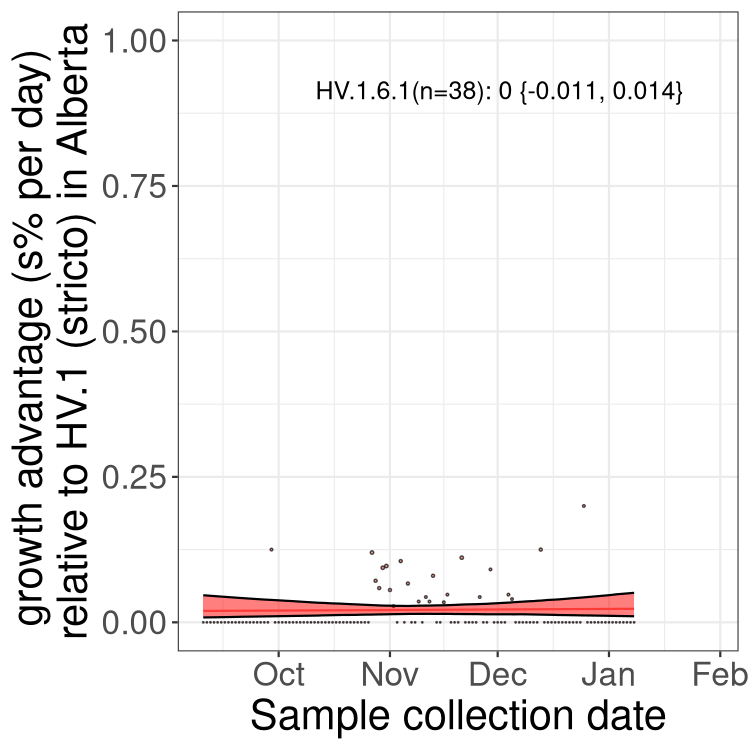 growth advantage (s% per day)
relative to HV.1 (stricto) in Alberta
1.00
0.75
0.50
0.25
0.00
HV.1.6.1(n=38): 0 {-0.011, 0.014}
Oct Nov Dec Jan Feb
Sample collection date